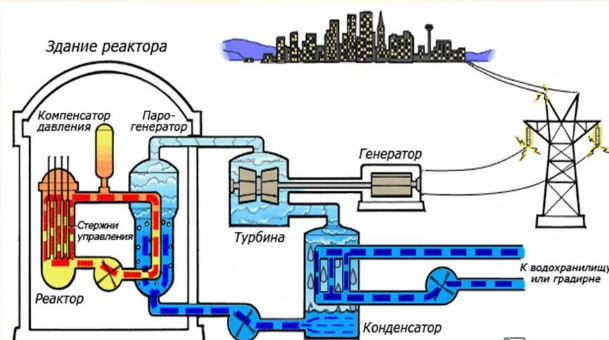 Здание реактора
Компенсатор
давления
Паро-
генератор
Генератор
Стержни
управления
Турбина
Реактор
Конденсатор
К водохранилищу
или градирне